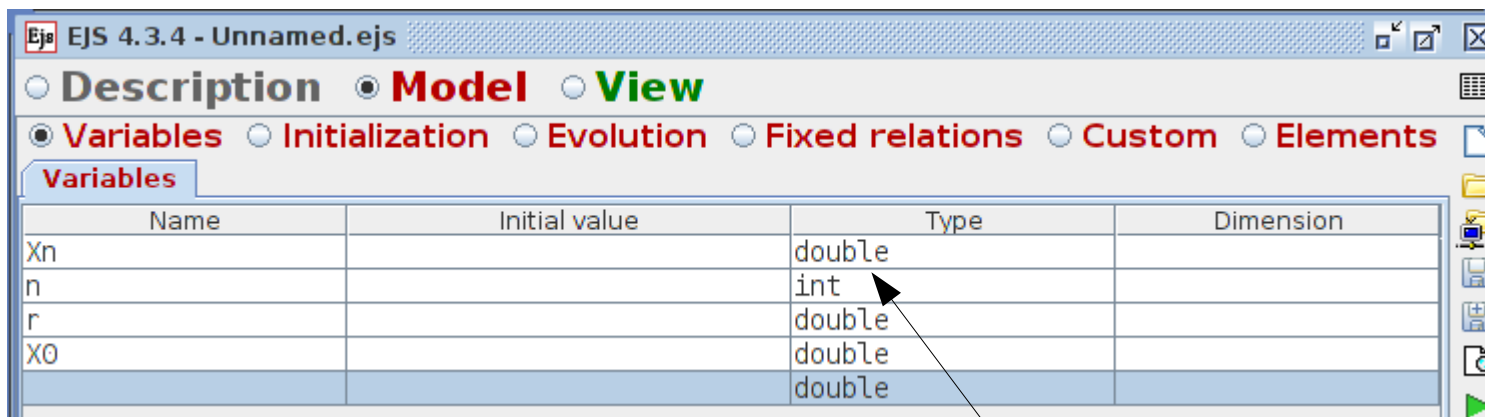 Ejs EJS 4.3.4 - Unnamed.ejs
Description Model View
Variables Initialization Evolution Fixed relations Custom Elements
Variables
Name Initial value Type Dimension
Xn double
n int
r double
X0 double
double